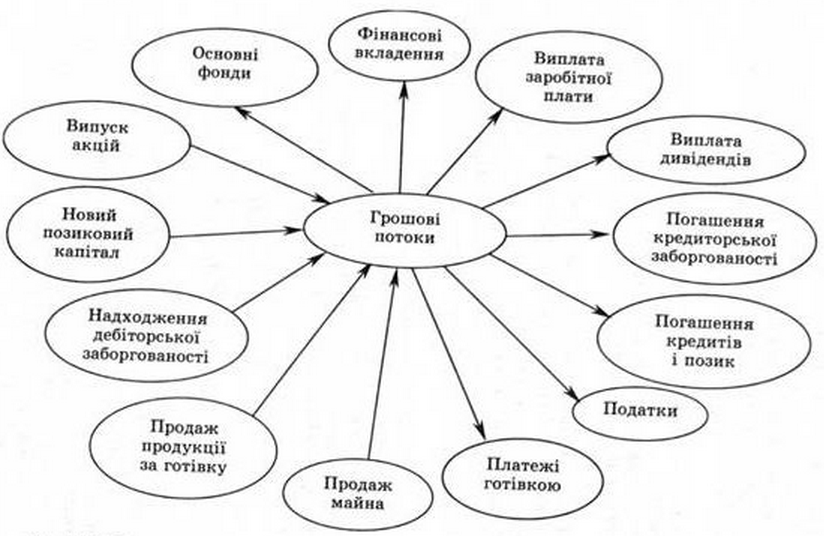 Основні
фонди
Фінансові
вкладення
Виплата
заробітної
плати
Випуск
акцій
Виплата
дивідендів
Новий
позиковий
капітал
Грошові
потоки
Погашення
кредиторської
заборгованості
Надходження
дебіторської
заборгованості
Погашення
кредитів
і позик
Продаж
продукції
за готівку
Податки
Продаж
майна
Платежі
готівкою